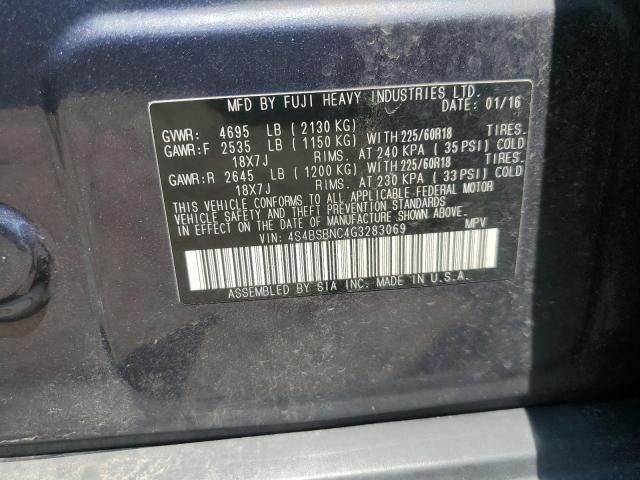 MFD BY FUJI HEAVY INDUSTRIES LTD.
DATE: 01/16
GVWR: 4695 LB ( 2130 KG)
GAWR:F 2535 LB ( 1150 KG) WITH 225/60R18 TIRES.
18X7J RIMS. AT 240 KPA ( 35 PSI) COLD
GAWR:R 2645 LB ( 1200 KG) WITH 225/60R18 TIRES.
18X7J RIMS. AT 230 KPA ( 33 PSI) COLD
THIS VEHICLE CONFORMS TO ALL APPLICABLE FEDERAL MOTOR
VEHICLE SAFETY AND THEFT PREVENTION STANDARDS
IN EFFECT ON THE DATE OF MANUFACTURE SHOWN ABOVE.
VIN: 4S4BSBNC4G3283069 MPV
ASSEMBLED BY SIA INC. MADE IN U.S.A.